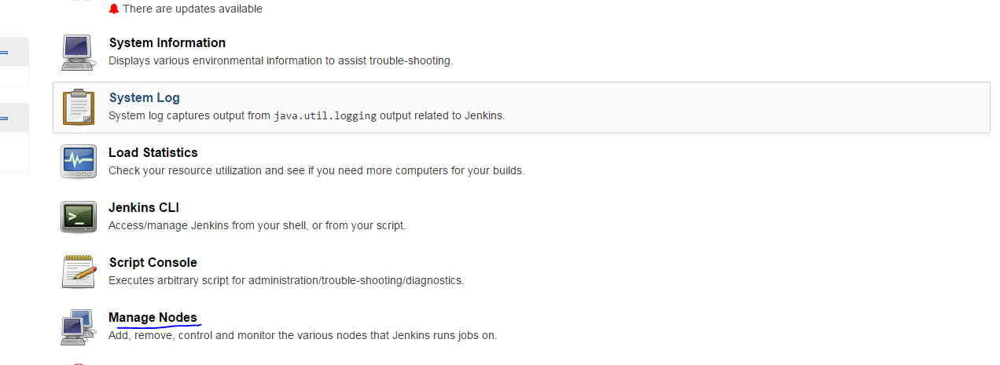 There are updates available
System Information
Displays various environmental information to assist trouble-shooting.
System Log
System log captures output from java.util.logging output related to Jenkins.
Load Statistics
Check your resource utilization and see if you need more computers for your builds.
Jenkins CLI
Access/manage Jenkins from your shell, or from your script.
Script Console
Executes arbitrary script for administration/trouble-shooting/diagnostics.
Manage Nodes
Add, remove, control and monitor the various nodes that Jenkins runs jobs on.